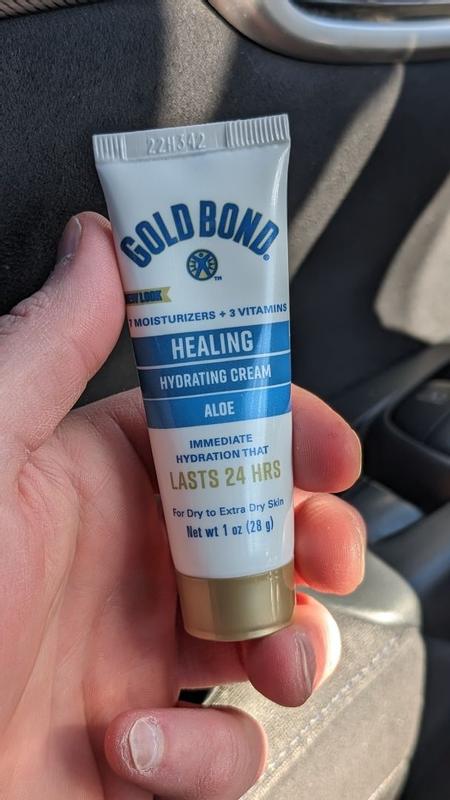 22H342
GOLD BOND®
™
NEW LOOK
7 MOISTURIZERS + 3 VITAMINS
HEALING
HYDRATING CREAM
ALOE
IMMEDIATE
HYDRATION THAT
LASTS 24 HRS
For Dry to Extra Dry Skin
Net wt 1 oz (28 g)